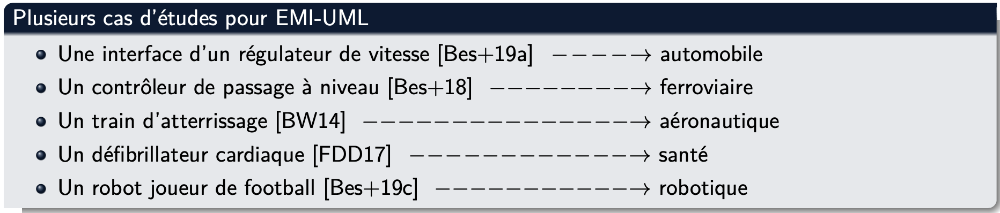 Plusieurs cas d'études pour EMI-UML
Une interface d'un régulateur de vitesse [Bes+19a] automobile
Un contrôleur de passage à niveau [Bes+18] ferroviaire
Un train d'atterrissage [BW14] aéronautique
Un défibrillateur cardiaque [FDD17] santé
Un robot joueur de football [Bes+19c] robotique